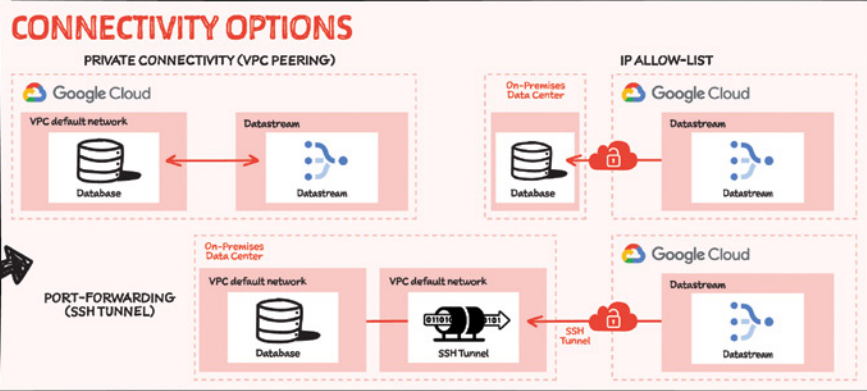 CONNECTIVITY OPTIONS
PRIVATE CONNECTIVITY (VPC PEERING)
Google Cloud
VPC default network
Database
Datastream
Datastream
IP ALLOW-LIST
On-Premises
Data Center
Database
Google Cloud
Datastream
Datastream
PORT-FORWARDING
(SSH TUNNEL)
On-Premises
Data Center
VPC default network
Database
VPC default network
011010
0101
SSH Tunnel
SSH
Tunnel
Google Cloud
Datastream
Datastream